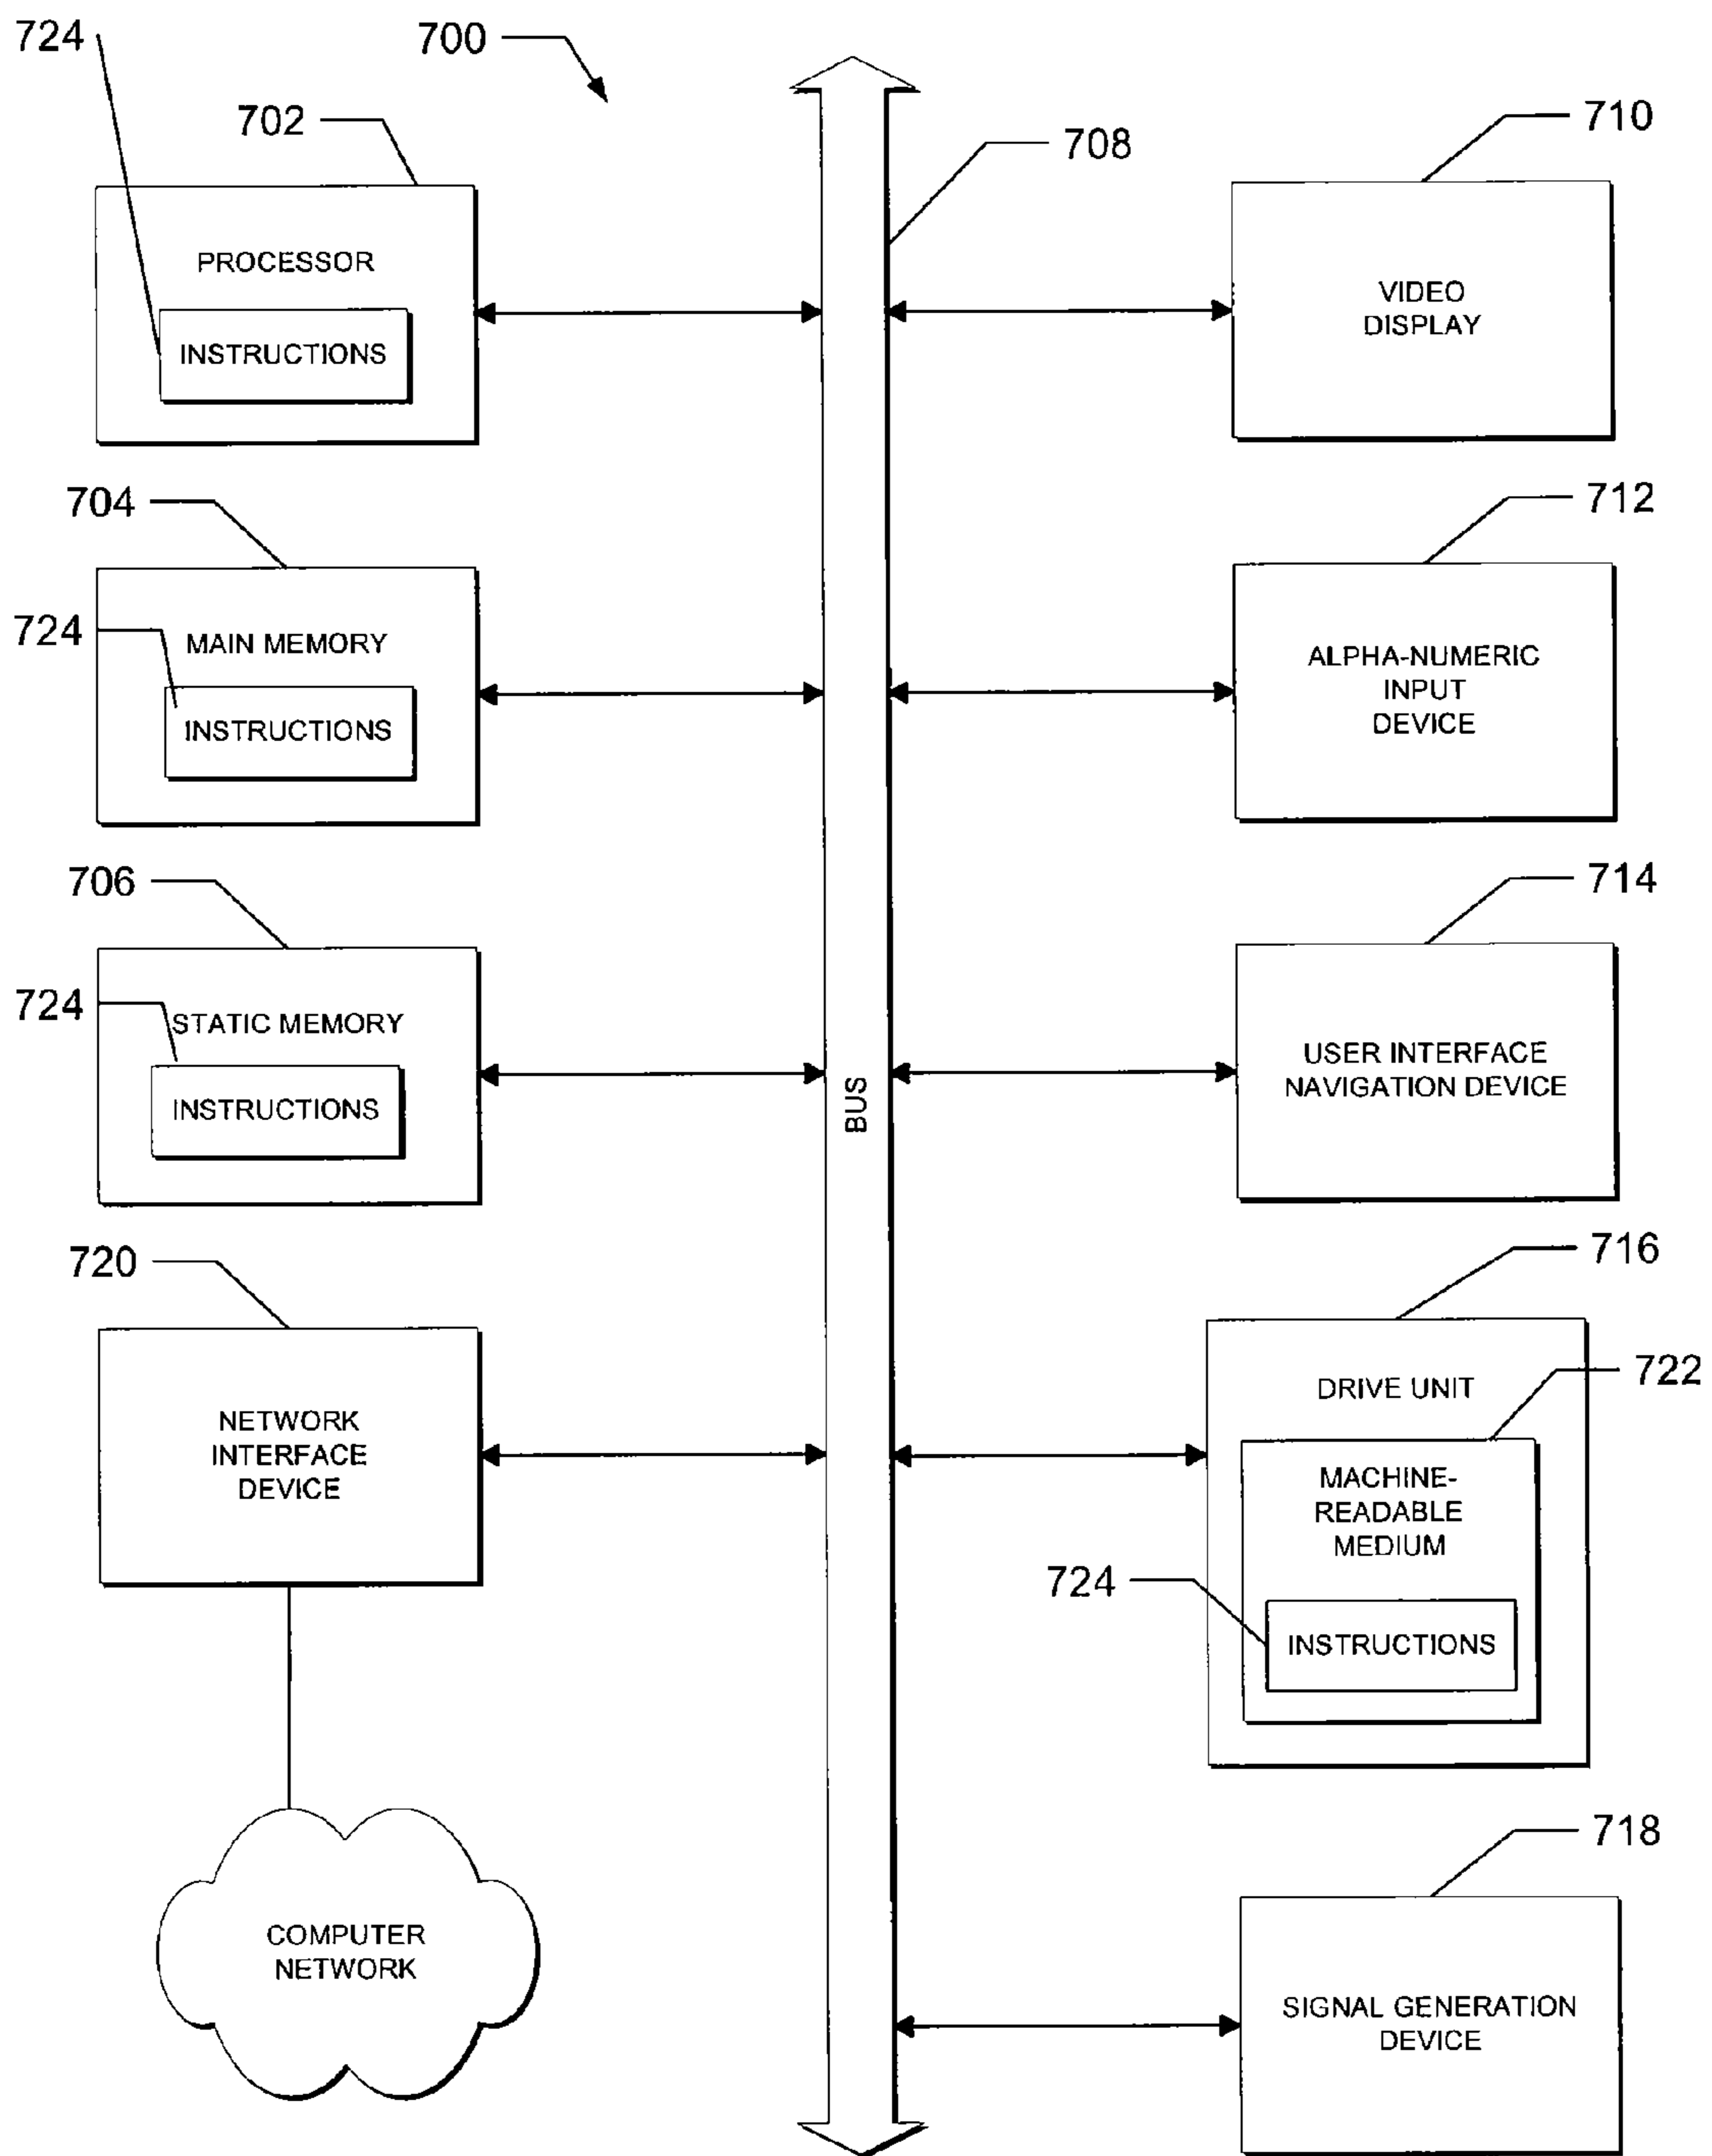 724
700
702
708
710
PROCESSOR
INSTRUCTIONS
VIDEO
DISPLAY
704
712
724
MAIN MEMORY
INSTRUCTIONS
ALPHA-NUMERIC
INPUT
DEVICE
706
714
724
STATIC MEMORY
INSTRUCTIONS
BUS
USER INTERFACE
NAVIGATION DEVICE
720
716
NETWORK
INTERFACE
DEVICE
722
DRIVE UNIT
MACHINE-
READABLE
MEDIUM
724
INSTRUCTIONS
718
COMPUTER
NETWORK
SIGNAL GENERATION
DEVICE